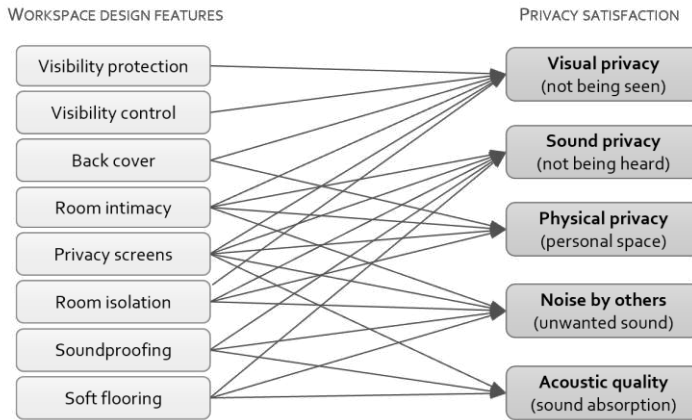 WORKSPACE DESIGN FEATURES
Visibility protection
Visibility control
Back cover
Room intimacy
Privacy screens
Room isolation
Soundproofing
Soft flooring
PRIVACY SATISFACTION
Visual privacy
(not being seen)
Sound privacy
(not being heard)
Physical privacy
(personal space)
Noise by others
(unwanted sound)
Acoustic quality
(sound absorption)